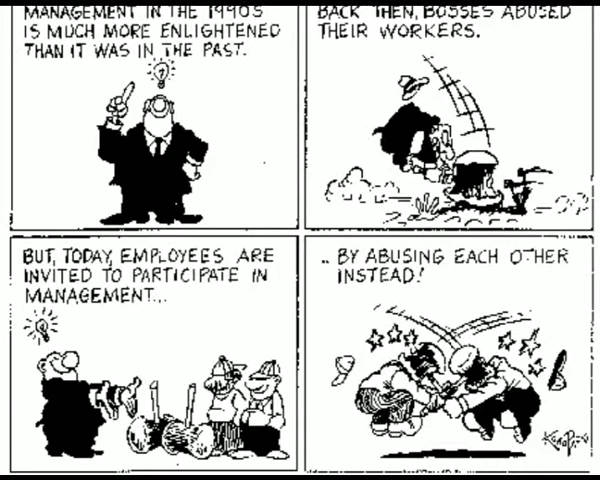 MANAGEMENT IN THE 1990'S
IS MUCH MORE ENLIGHTENED
THAN IT WAS IN THE PAST.
BACK THEN, BOSSES ABUSED
THEIR WORKERS.
BUT, TODAY, EMPLOYEES ARE
INVITED TO PARTICIPATE IN
MANAGEMENT...
.. BY ABUSING EACH OTHER
INSTEAD!